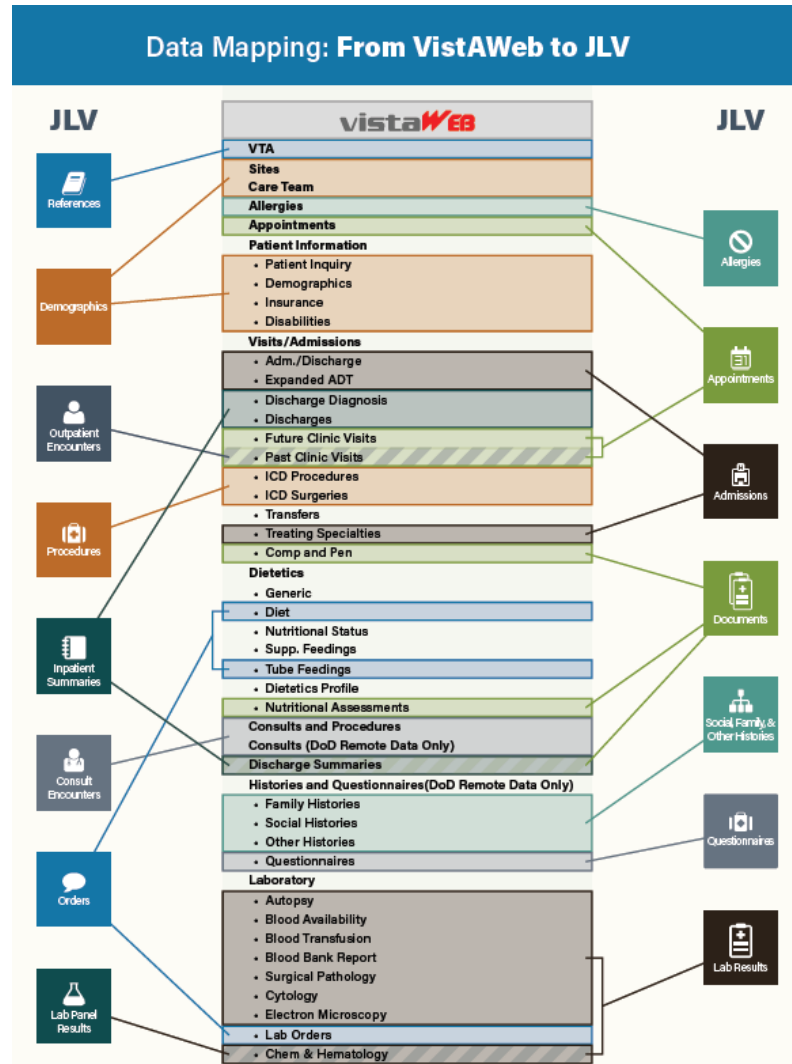 Data Mapping: From VistAWeb to JLV
JLV
References
Demographics
Outpatient
Encounters
Procedures
Inpatient
Summaries
Consult
Encounters
Orders
Lab Panel
Results
vistaWEB
VTA
Sites
Care Team
Allergies
Appointments
Patient Information
• Patient Inquiry
• Demographics
• Insurance
• Disabilities
Visits/Admissions
• Adm./Discharge
• Expanded ADT
• Discharge Diagnosis
• Discharges
• Future Clinic Visits
• Past Clinic Visits
• ICD Procedures
• ICD Surgeries
• Transfers
• Treating Specialties
• Comp and Pen
Dietetics
• Generic
• Diet
• Nutritional Status
• Supp. Feedings
• Tube Feedings
• Dietetics Profile
• Nutritional Assessments
Consults and Procedures
Consults (DoD Remote Data Only)
Discharge Summaries
Histories and Questionnaires(DoD Remote Data Only)
• Family Histories
• Social Histories
• Other Histories
• Questionnaires
Laboratory
• Autopsy
• Blood Availability
• Blood Transfusion
• Blood Bank Report
• Surgical Pathology
• Cytology
• Electron Microscopy
• Lab Orders
• Chem & Hematology
JLV
Allergies
31
Appointments
Admissions
Documents
Social, Family, &
Other Histories
Questionnaires
Lab Results